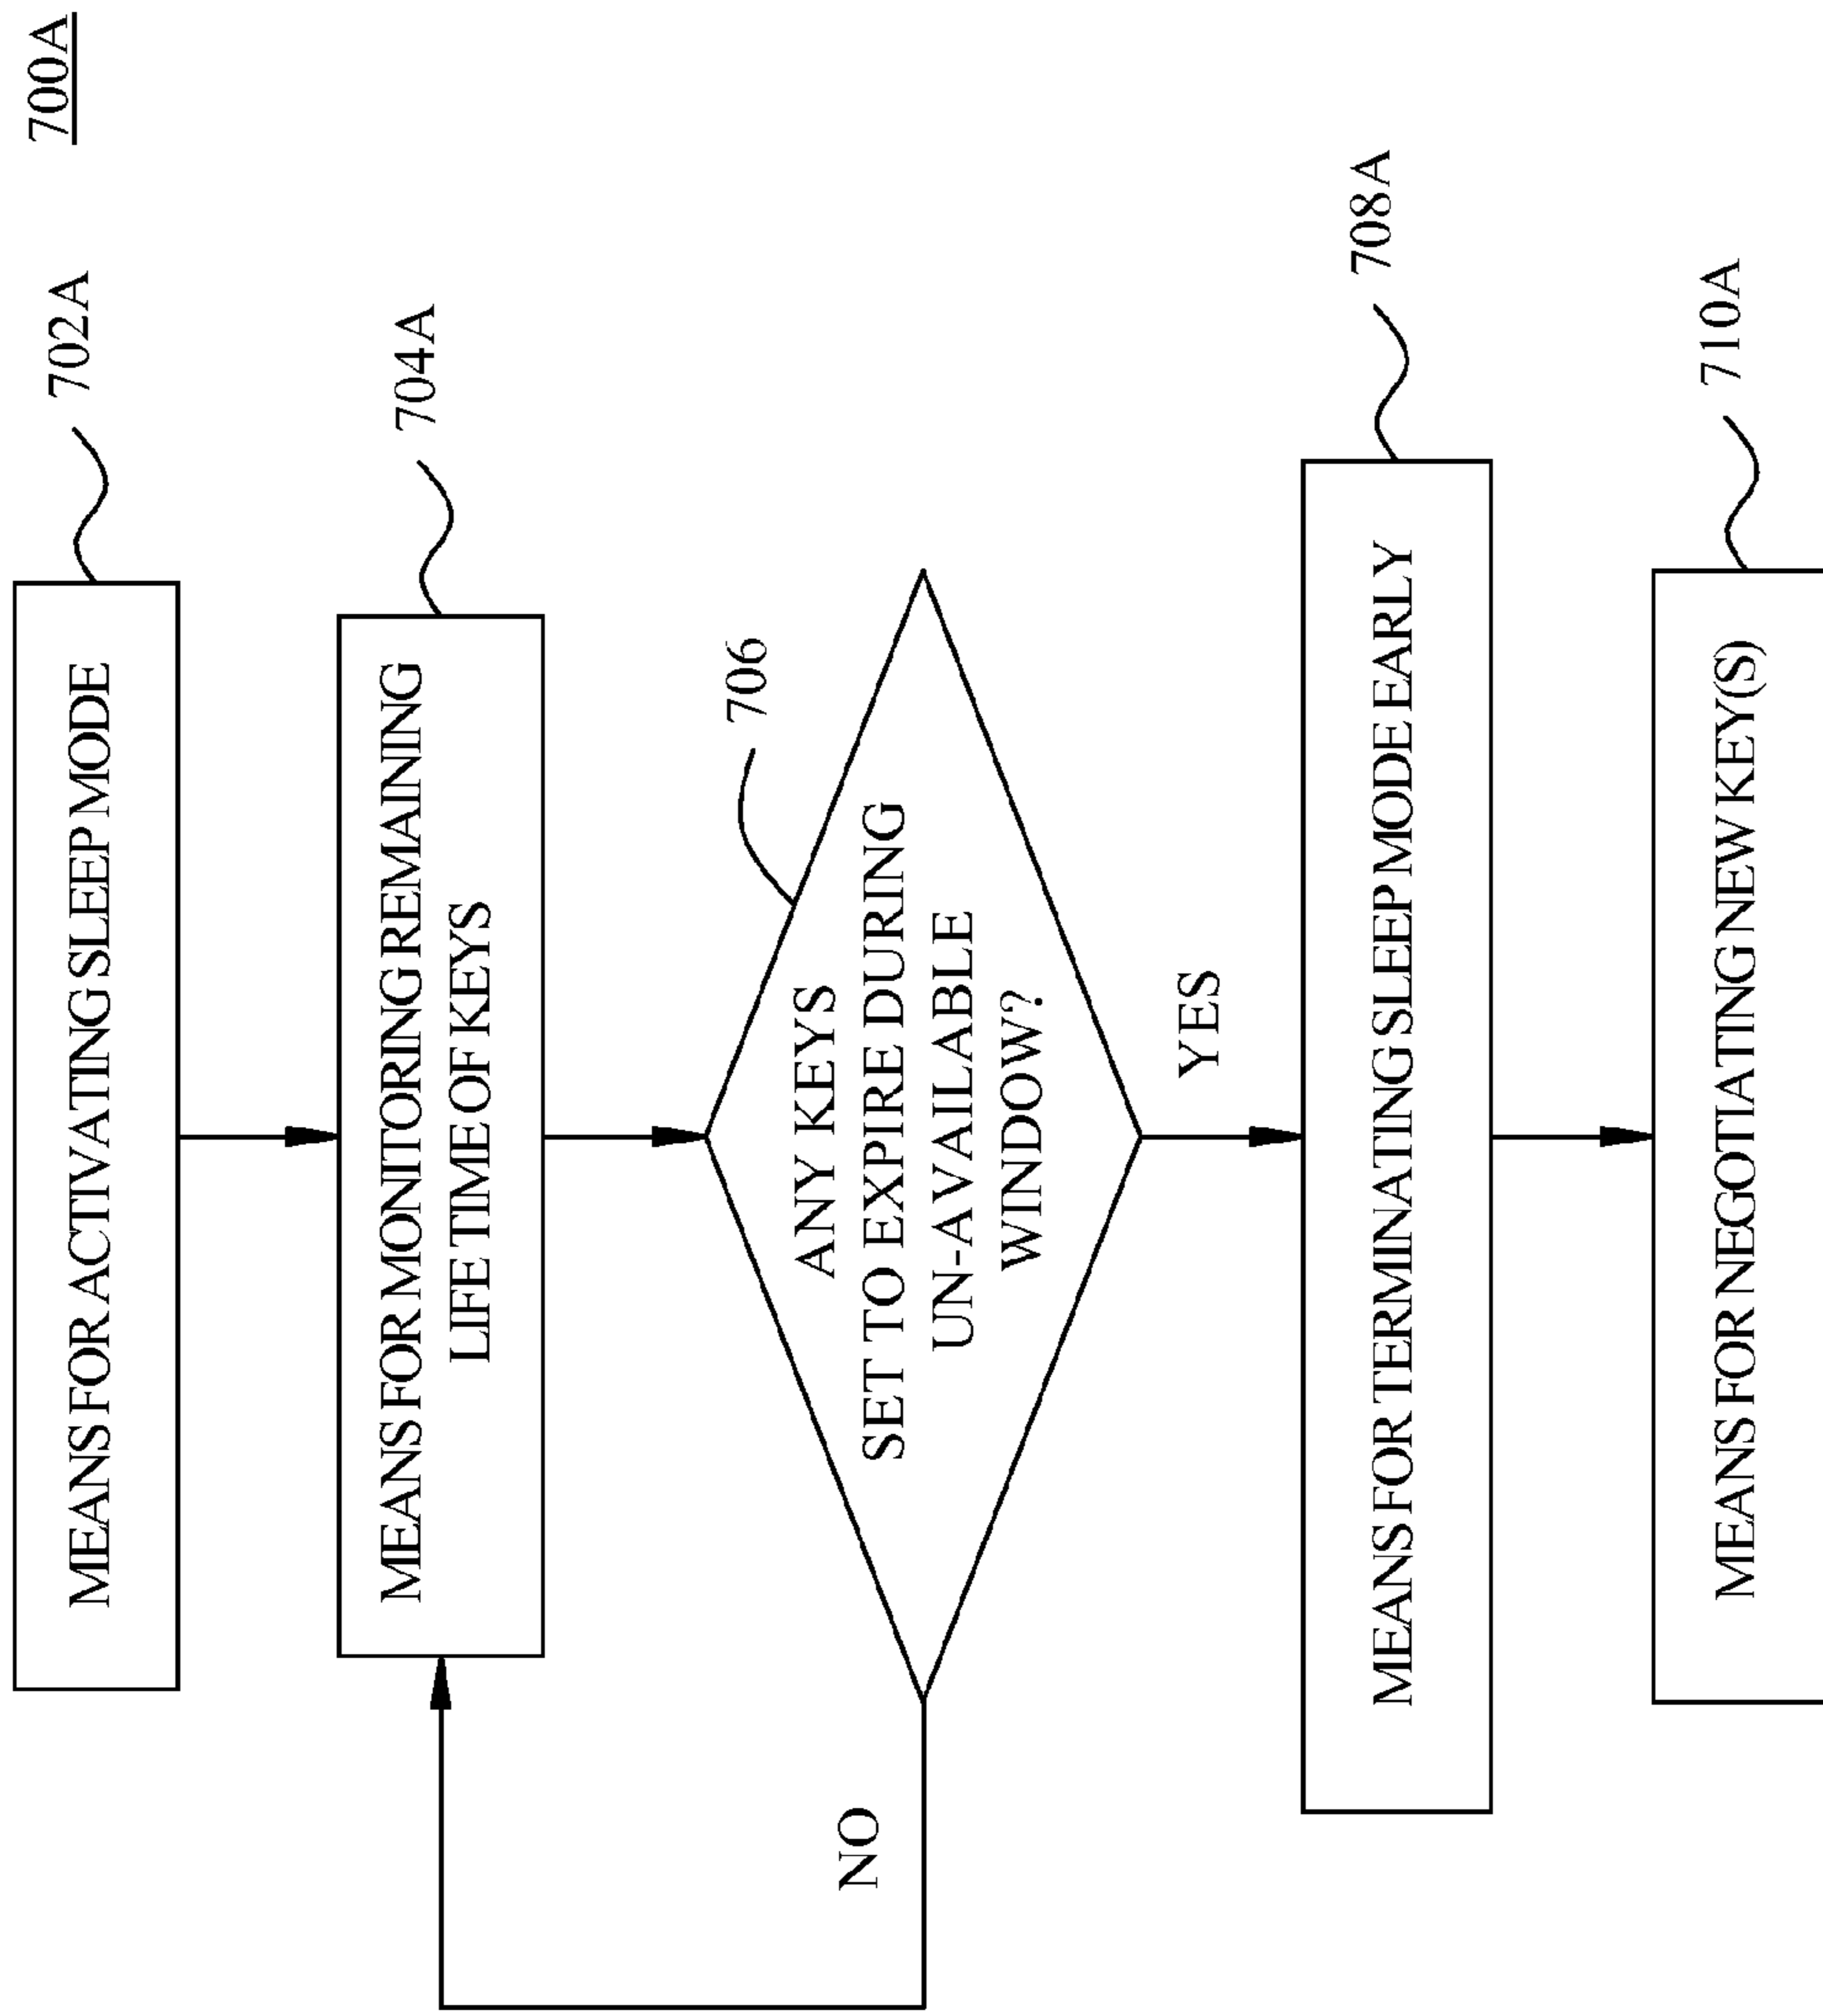 700A
MEANS FOR ACTIVATING SLEEP MODE
702A
MEANS FOR MONITORING REMAINING
LIFE TIME OF KEYS
704A
706
ANY KEYS
SET TO EXPIRE DURING
UN-AVAILABLE
WINDOW?
NO
YES
MEANS FOR TERMINATING SLEEP MODE EARLY
708A
MEANS FOR NEGOTIATING NEW KEY(S)
710A